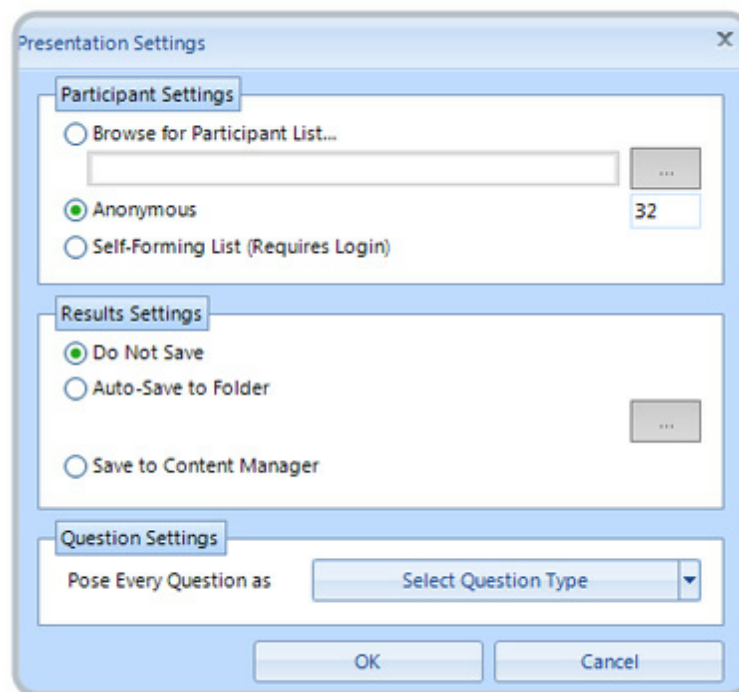 Presentation Settings
Participant Settings
Browse for Participant List...
...
Anonymous
32
Self-Forming List (Requires Login)
Results Settings
Do Not Save
Auto-Save to Folder
...
Save to Content Manager
Question Settings
Pose Every Question as
Select Question Type
OK
Cancel